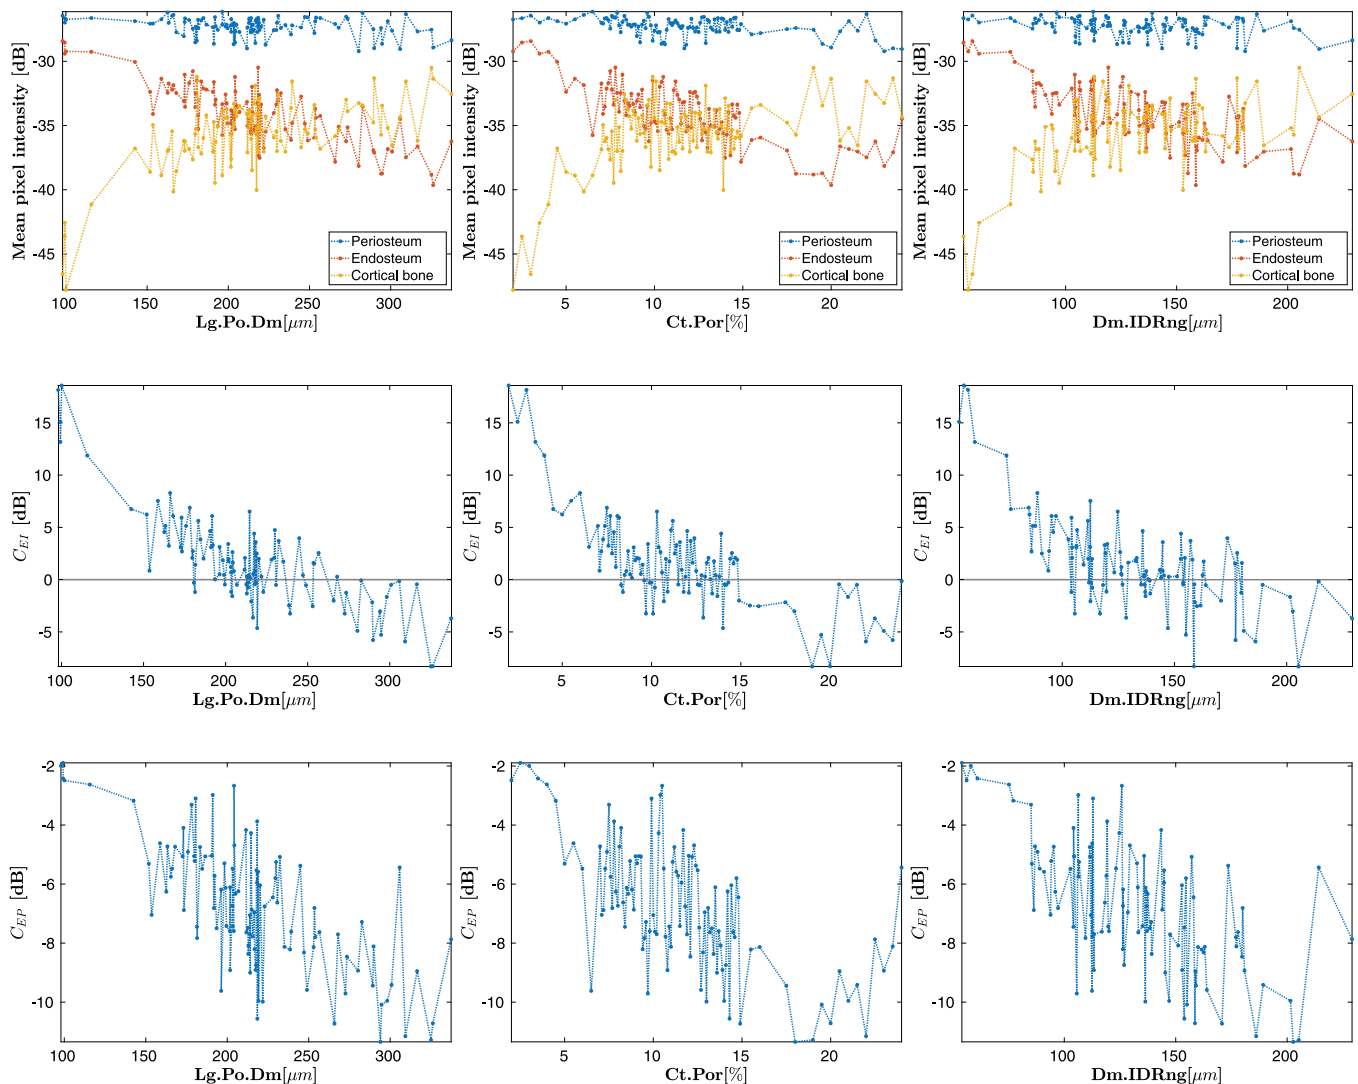 Mean pixel intensity [dB]
-30
-35
-40
-45
Periosteum
Endosteum
Cortical bone
100 150 200 250 300
Lg.Po.Dm[μm]
Mean pixel intensity [dB]
-30
-35
-40
-45
Periosteum
Endosteum
Cortical bone
5 10 15 20
Ct.Por[%]
Mean pixel intensity [dB]
-30
-35
-40
-45
Periosteum
Endosteum
Cortical bone
100 150 200
Dm.IDRng[μm]
C_EI [dB]
15
10
5
0
-5
100 150 200 250 300
Lg.Po.Dm[μm]
C_EI [dB]
15
10
5
0
-5
5 10 15 20
Ct.Por[%]
C_EI [dB]
15
10
5
0
-5
100 150 200
Dm.IDRng[μm]
C_EP [dB]
-2
-4
-6
-8
-10
100 150 200 250 300
Lg.Po.Dm[μm]
C_EP [dB]
-2
-4
-6
-8
-10
5 10 15 20
Ct.Por[%]
C_EP [dB]
-2
-4
-6
-8
-10
100 150 200
Dm.IDRng[μm]